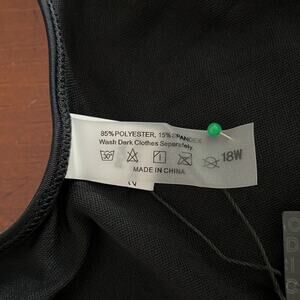 85% POLYESTER, 15% SPANDEX
Wash Dark Clothes Separately.
30°
18W
MADE IN CHINA